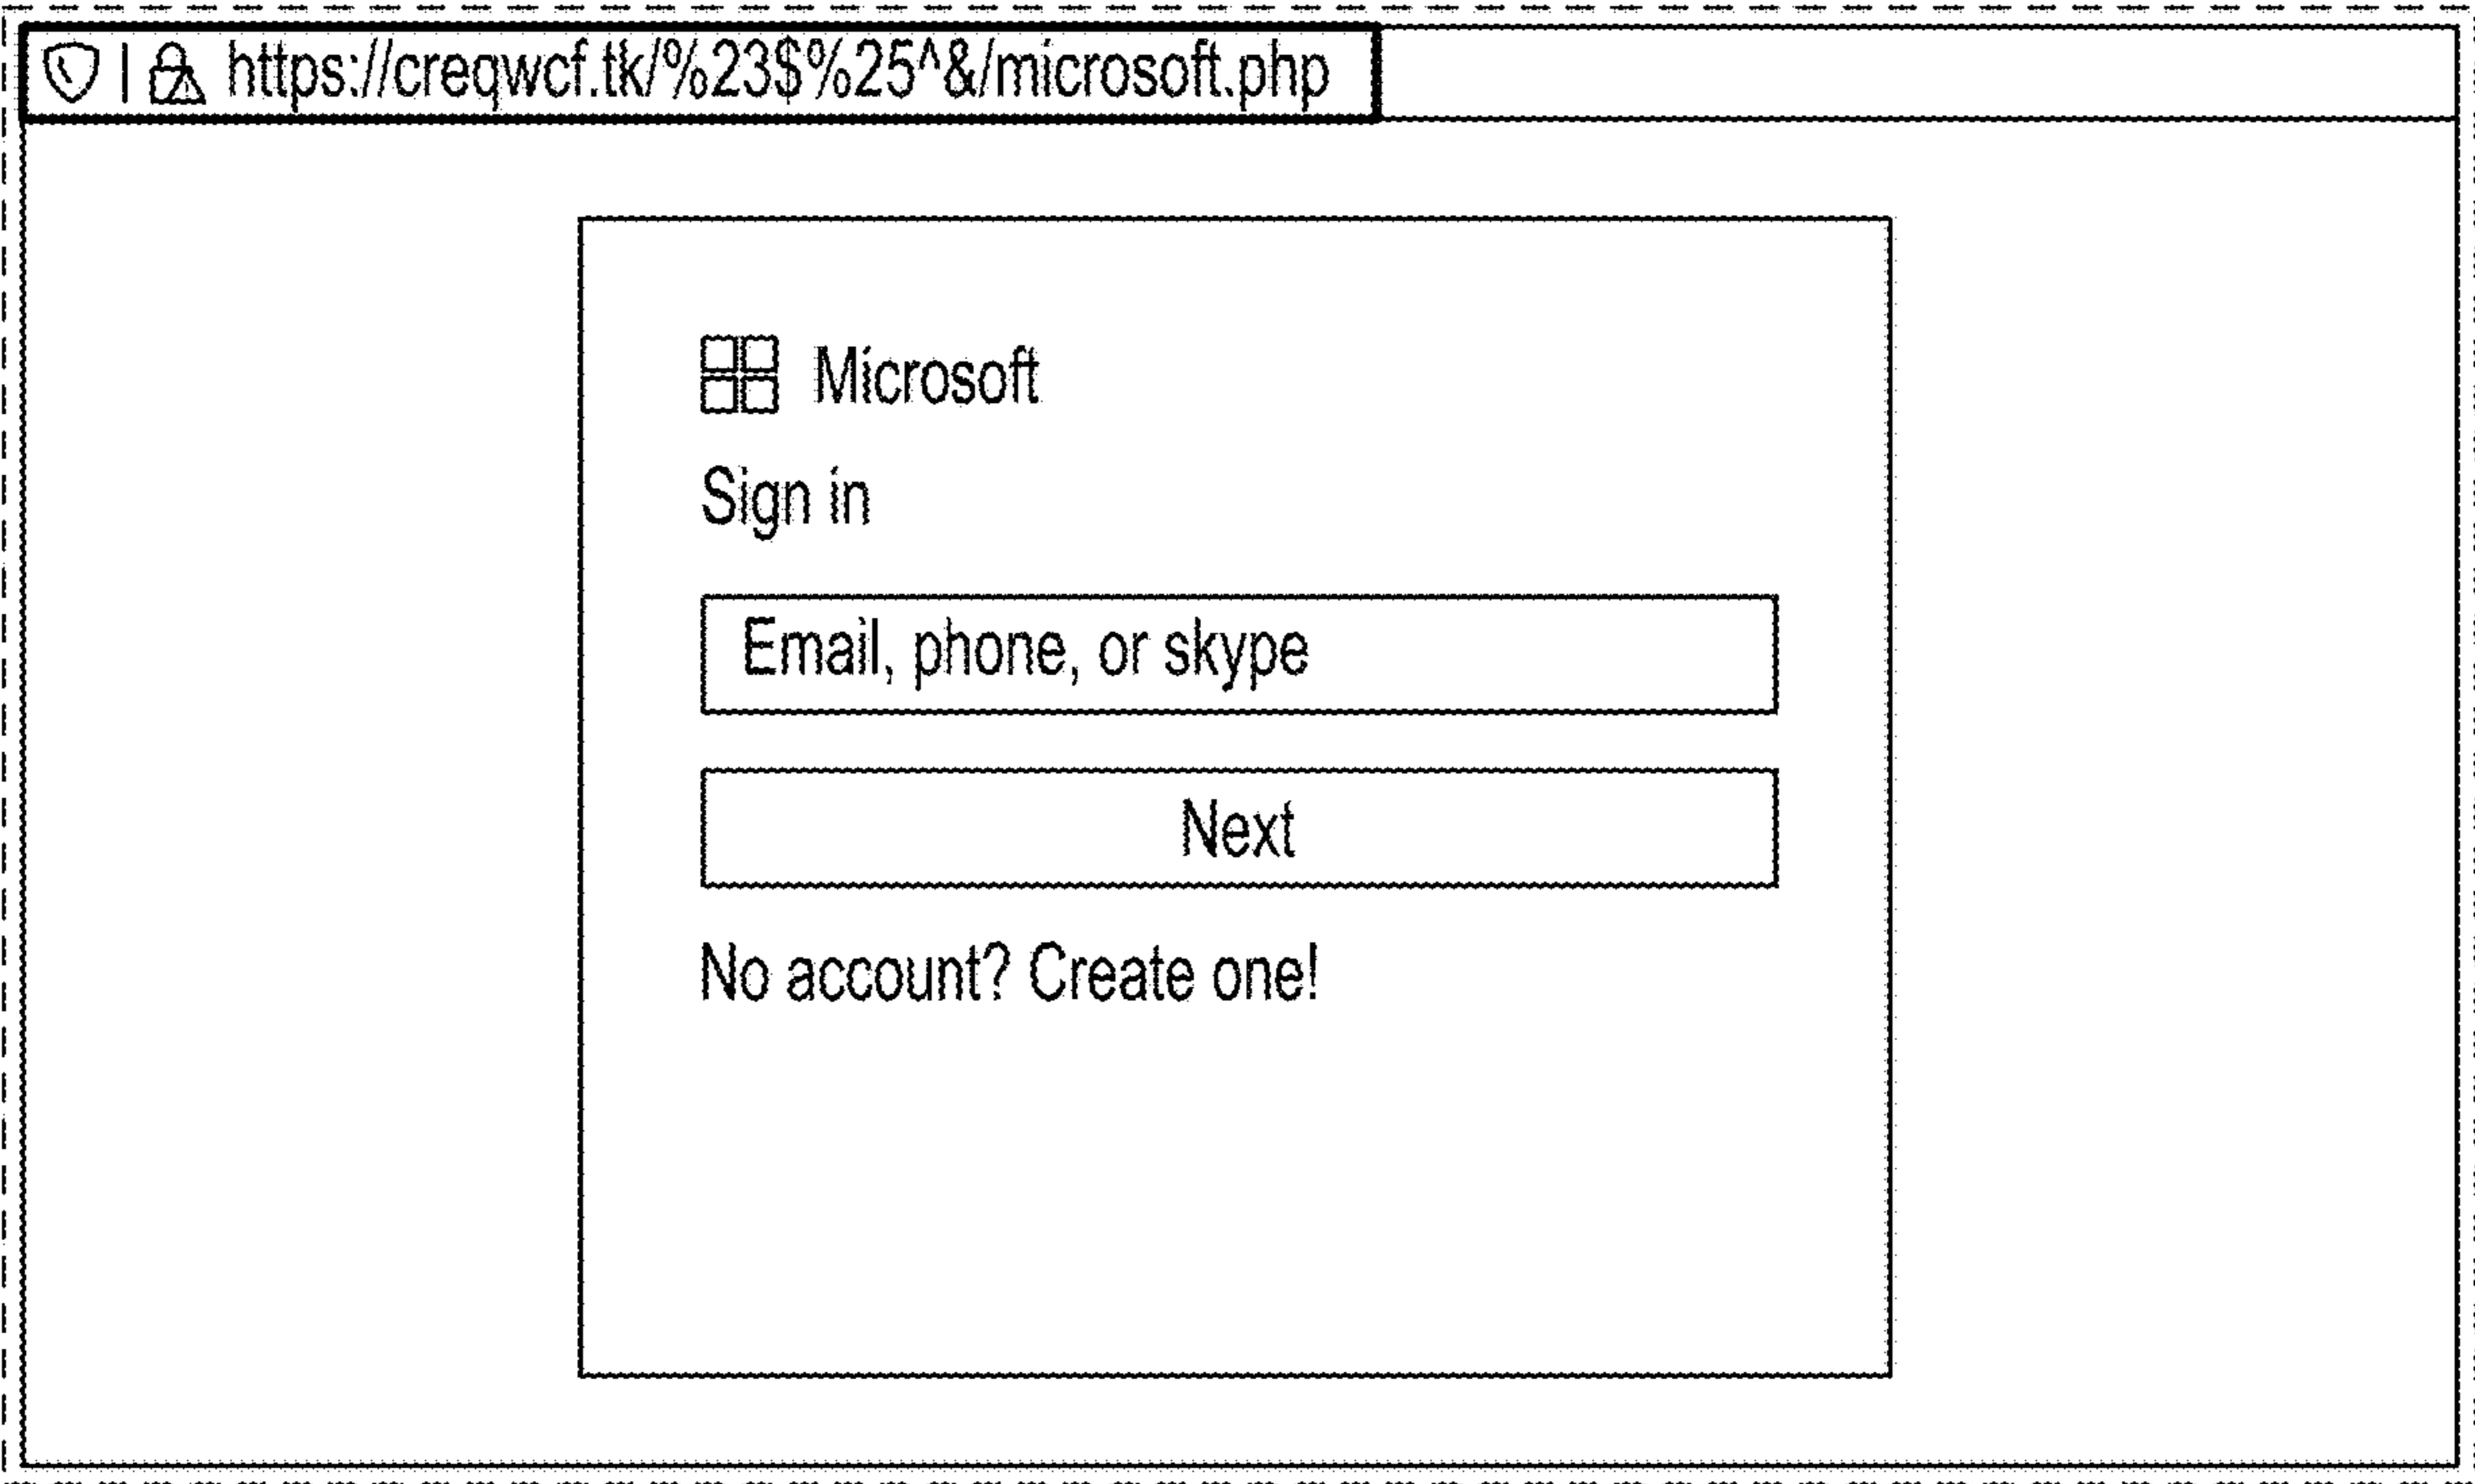 https://creqwcf.tk/%23$%25^&/microsoft.php
Microsoft
Sign in
Email, phone, or skype
Next
No account? Create one!